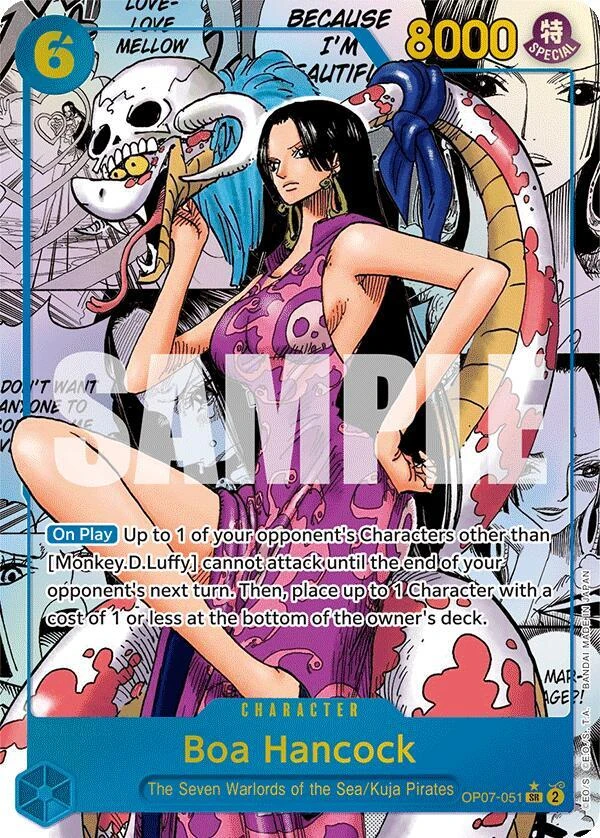 LOVE-
LOVE
MELLOW
BECAUSE
I'M
BEAUTIFUL
6
8000
特
SPECIAL
DON'T WANT
ANYONE TO
SAMPLE
On Play Up to 1 of your opponent's Characters other than
[Monkey.D.Luffy] cannot attack until the end of your
opponent's next turn. Then, place up to 1 Character with a
cost of 1 or less at the bottom of the owner's deck.
MAR-
CHARACTER
Boa Hancock
The Seven Warlords of the Sea/Kuja Pirates
OP07-051 SR 2
BANDAI MADE IN JAPAN